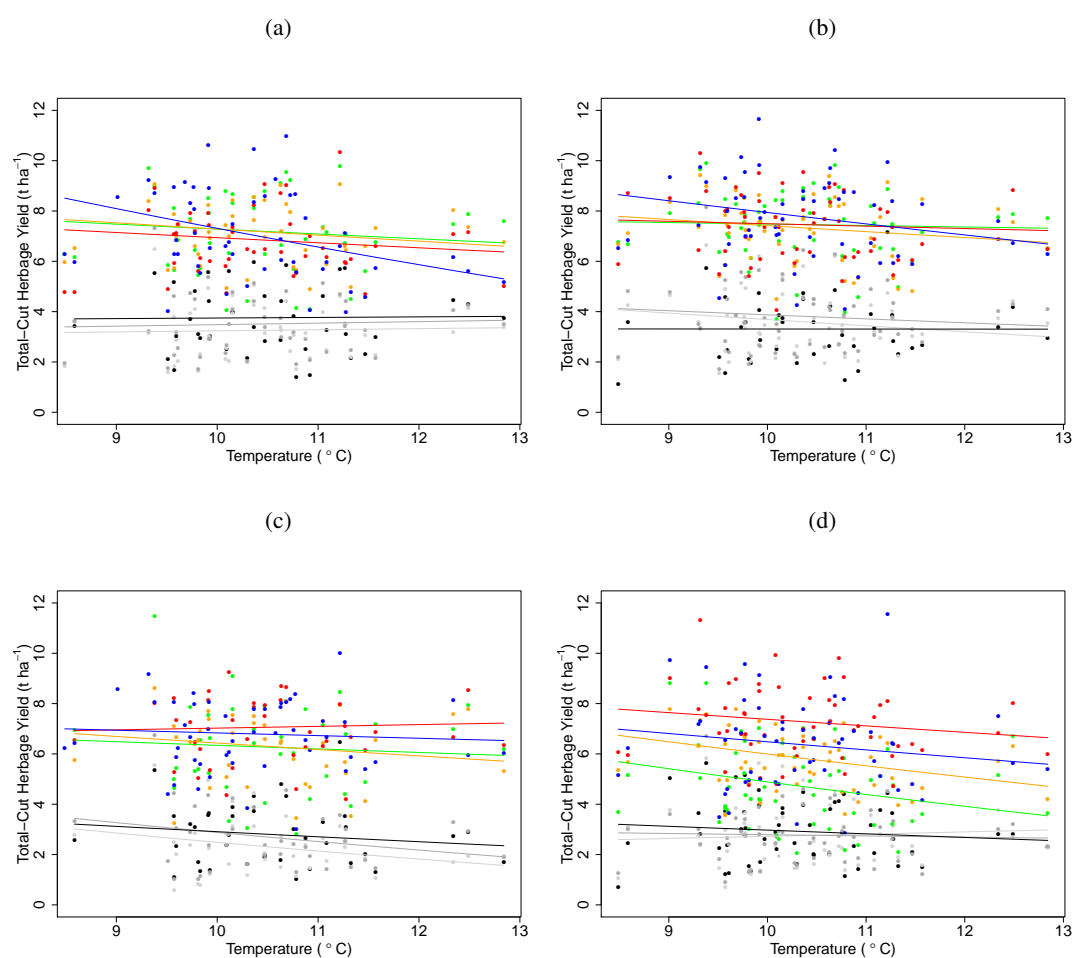 (a)
(b)
Total−Cut Herbage Yield (t ha−1)
0 2 4 6 8 10 12
9 10 11 12 13
Temperature ( ° C)
Total−Cut Herbage Yield (t ha−1)
0 2 4 6 8 10 12
9 10 11 12 13
Temperature ( ° C)
(c)
(d)
Total−Cut Herbage Yield (t ha−1)
0 2 4 6 8 10 12
9 10 11 12 13
Temperature ( ° C)
Total−Cut Herbage Yield (t ha−1)
0 2 4 6 8 10 12
9 10 11 12 13
Temperature ( ° C)